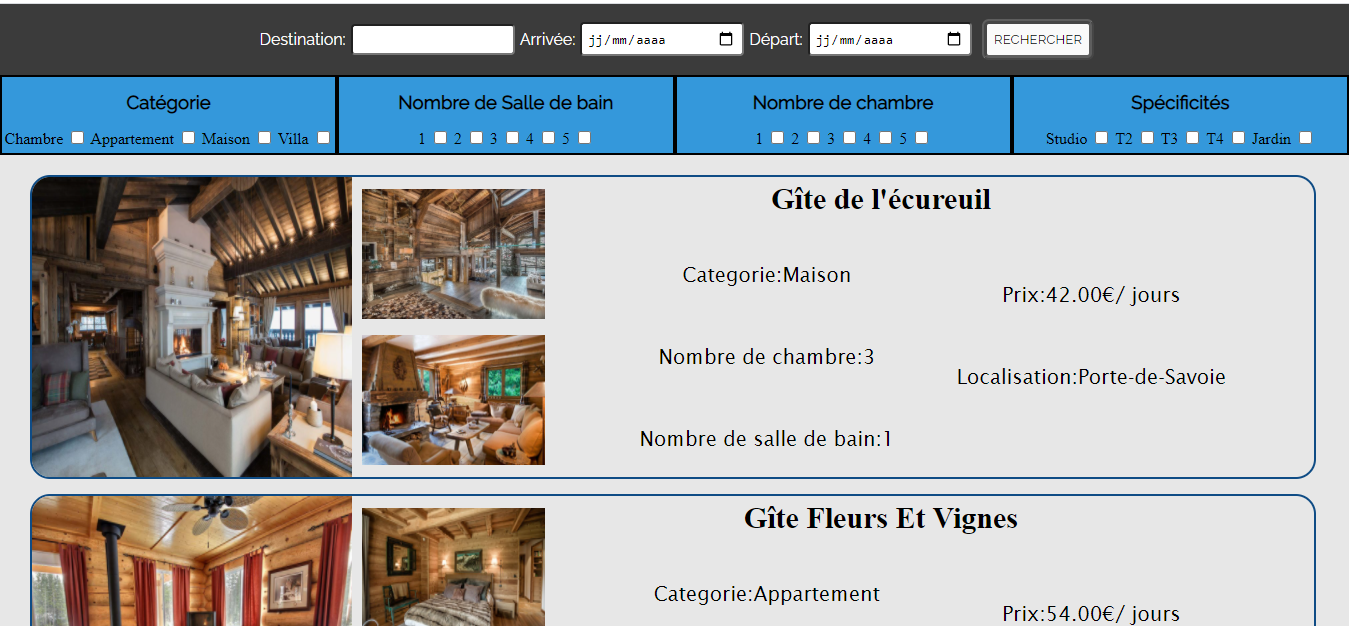 Destination: Arrivée: jj/mm/aaaa Départ: jj/mm/aaaa RECHERCHER
Catégorie
Chambre Appartement Maison Villa
Nombre de Salle de bain
1 2 3 4 5
Nombre de chambre
1 2 3 4 5
Spécificités
Studio T2 T3 T4 Jardin
Gîte de l'écureuil
Categorie:Maison
Nombre de chambre:3
Nombre de salle de bain:1
Prix:42.00€/ jours
Localisation:Porte-de-Savoie
Gîte Fleurs Et Vignes
Categorie:Appartement
Prix:54.00€/ jours